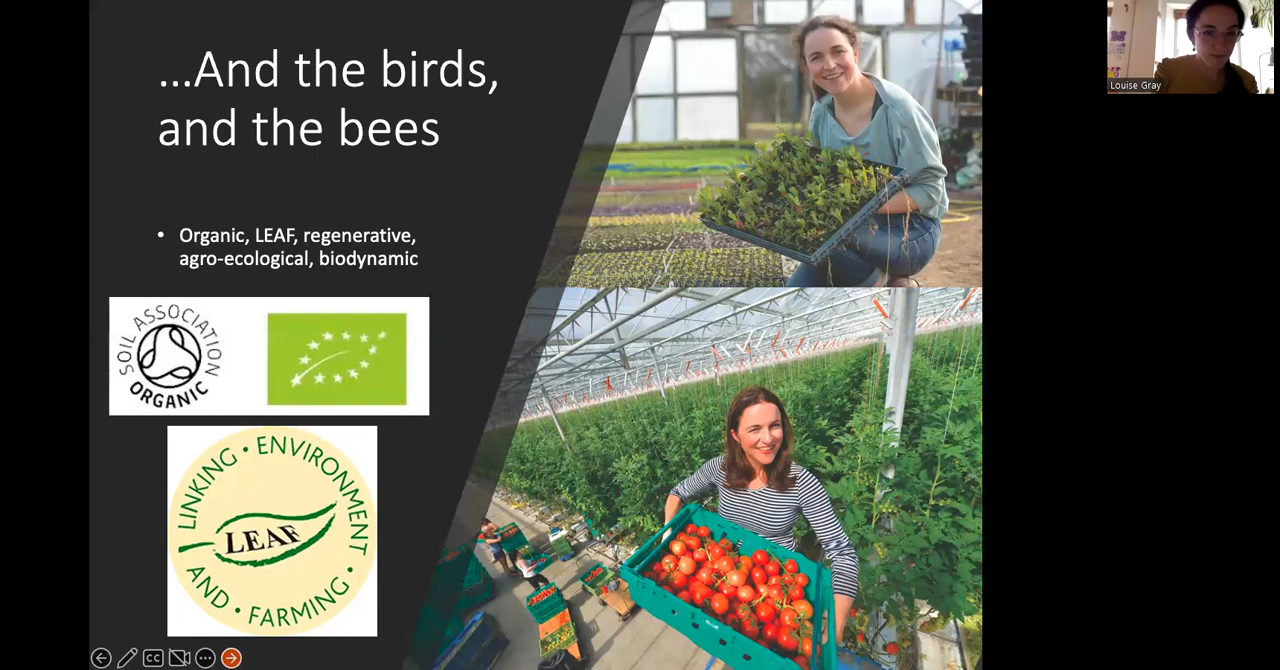 ...And the birds,
and the bees
• Organic, LEAF, regenerative,
agro-ecological, biodynamic
SOIL ASSOCIATION
ORGANIC
LINKING • ENVIRONMENT
• AND • FARMING •
LEAF
CC
Louise Gray